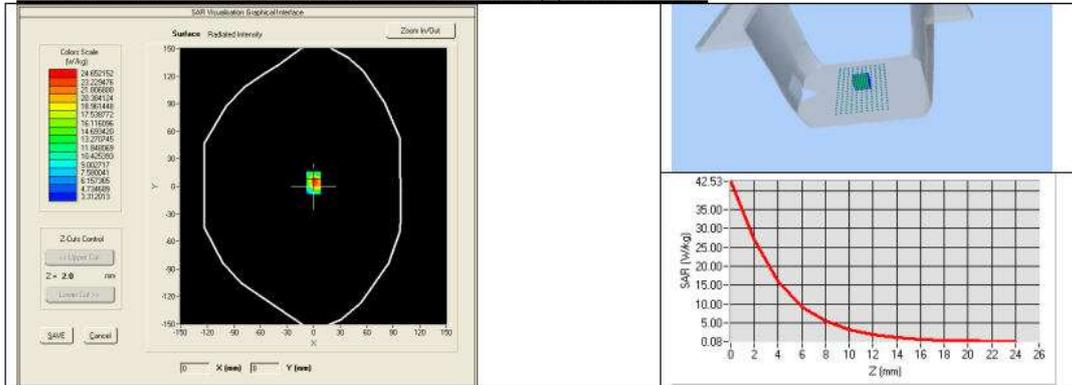 SAR Visualisation Graphical Interface
Surface Radiated Intensity
Zoom In/Out
Colors Scale
(W/kg)
24.652152
23.229476
21.806800
20.384124
18.961448
17.538772
16.116096
14.693420
13.270745
11.848069
10.425393
9.002717
7.580041
6.157365
4.734689
3.312013
Z-Cuts Control
<< Upper Cut
Z = 2.0 mm
Lower Cut >>
SAVE Cancel
150
120
90
60
30
0
-30
-60
-90
-120
-150
Y
-150 -120 -90 -60 -30 0 30 60 90 120 150
X
0 X (mm) 0 Y (mm)
42.53
35.00
30.00
25.00
20.00
15.00
10.00
5.00
0.08
SAR (W/kg)
0 2 4 6 8 10 12 14 16 18 20 22 24 26
Z (mm)